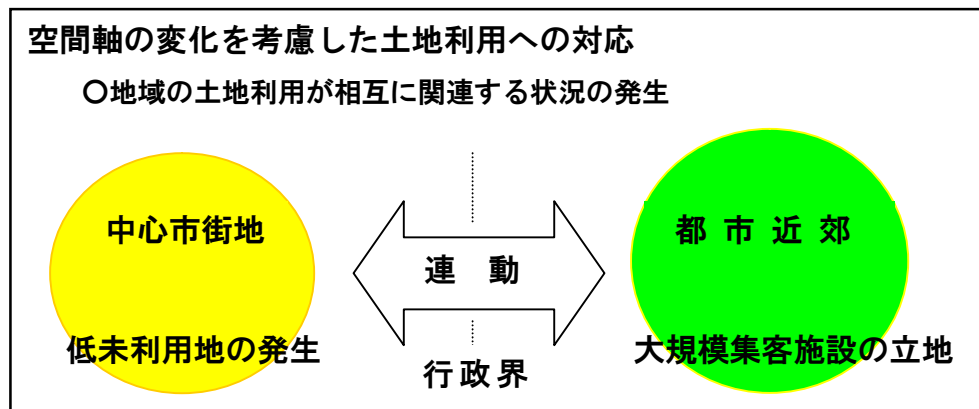 空間軸の変化を考慮した土地利用への対応
〇地域の土地利用が相互に関連する状況の発生
中心市街地
低未利用地の発生
連 動
行政界
都 市 近 郊
大規模集客施設の立地